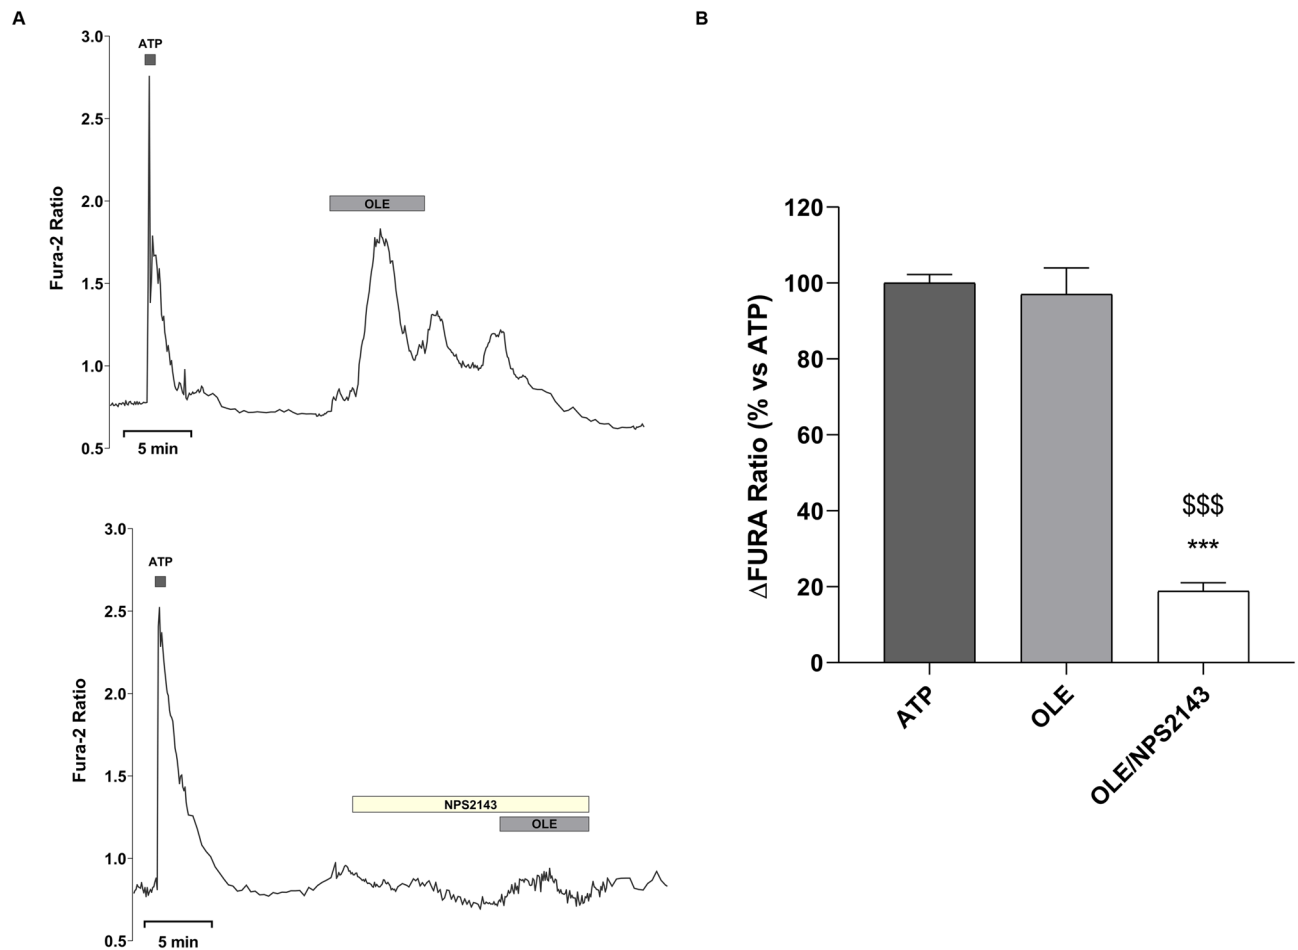 A
3.0
ATP
2.5
2.0
OLE
1.5
1.0
0.5
Fura-2 Ratio
5 min
3.0
ATP
2.5
2.0
1.5
NPS2143
OLE
1.0
0.5
Fura-2 Ratio
5 min
B
120
100
80
60
40
20
0
ΔFURA Ratio (% vs ATP)
$$$
***
ATP
OLE
OLE/NPS2143